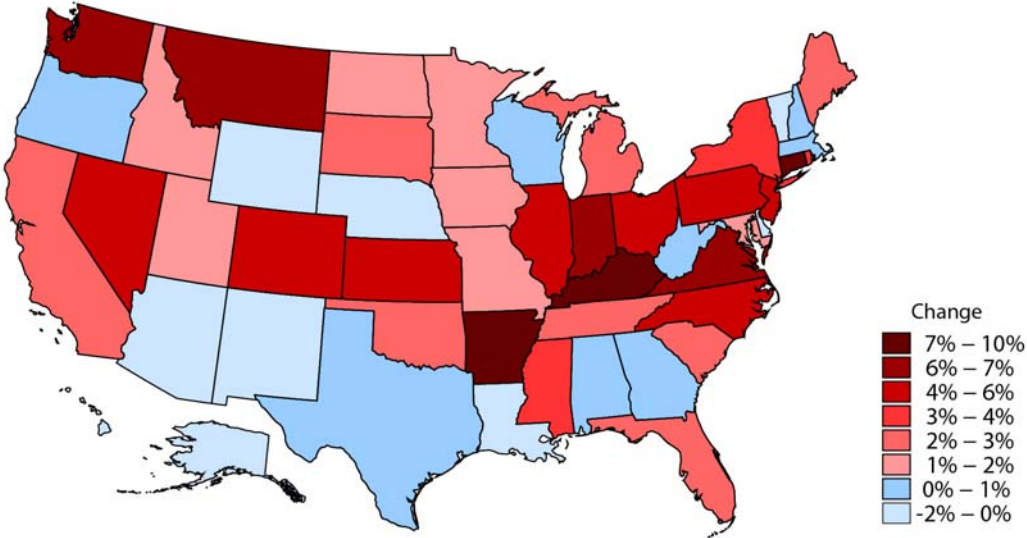 Change
7% – 10%
6% – 7%
4% – 6%
3% – 4%
2% – 3%
1% – 2%
0% – 1%
-2% – 0%